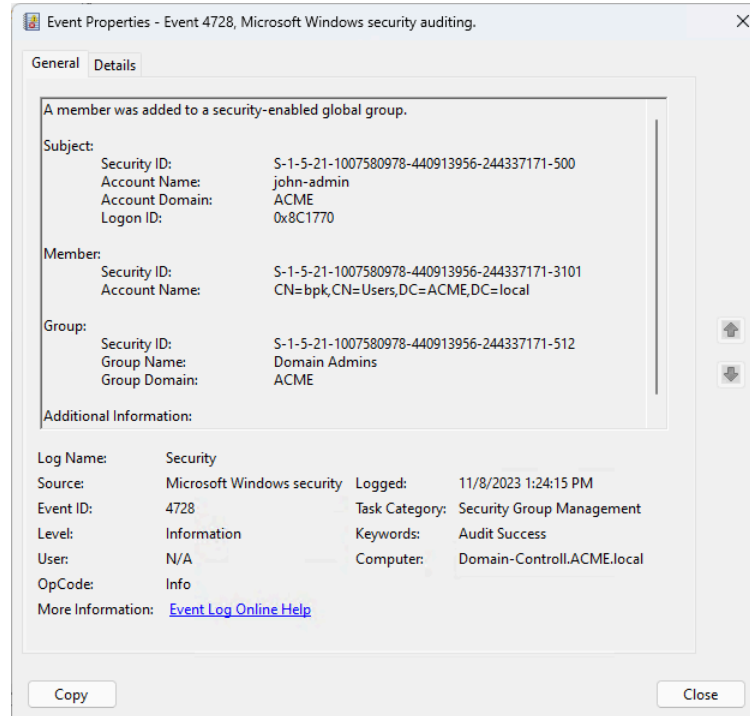 Event Properties - Event 4728, Microsoft Windows security auditing.
General Details
A member was added to a security-enabled global group.
Subject:
Security ID: S-1-5-21-1007580978-440913956-244337171-500
Account Name: john-admin
Account Domain: ACME
Logon ID: 0x8C1770
Member:
Security ID: S-1-5-21-1007580978-440913956-244337171-3101
Account Name: CN=bpk,CN=Users,DC=ACME,DC=local
Group:
Security ID: S-1-5-21-1007580978-440913956-244337171-512
Group Name: Domain Admins
Group Domain: ACME
Additional Information:
Log Name: Security
Source: Microsoft Windows security Logged: 11/8/2023 1:24:15 PM
Event ID: 4728 Task Category: Security Group Management
Level: Information Keywords: Audit Success
User: N/A Computer: Domain-Controll.ACME.local
OpCode: Info
More Information: Event Log Online Help
Copy Close